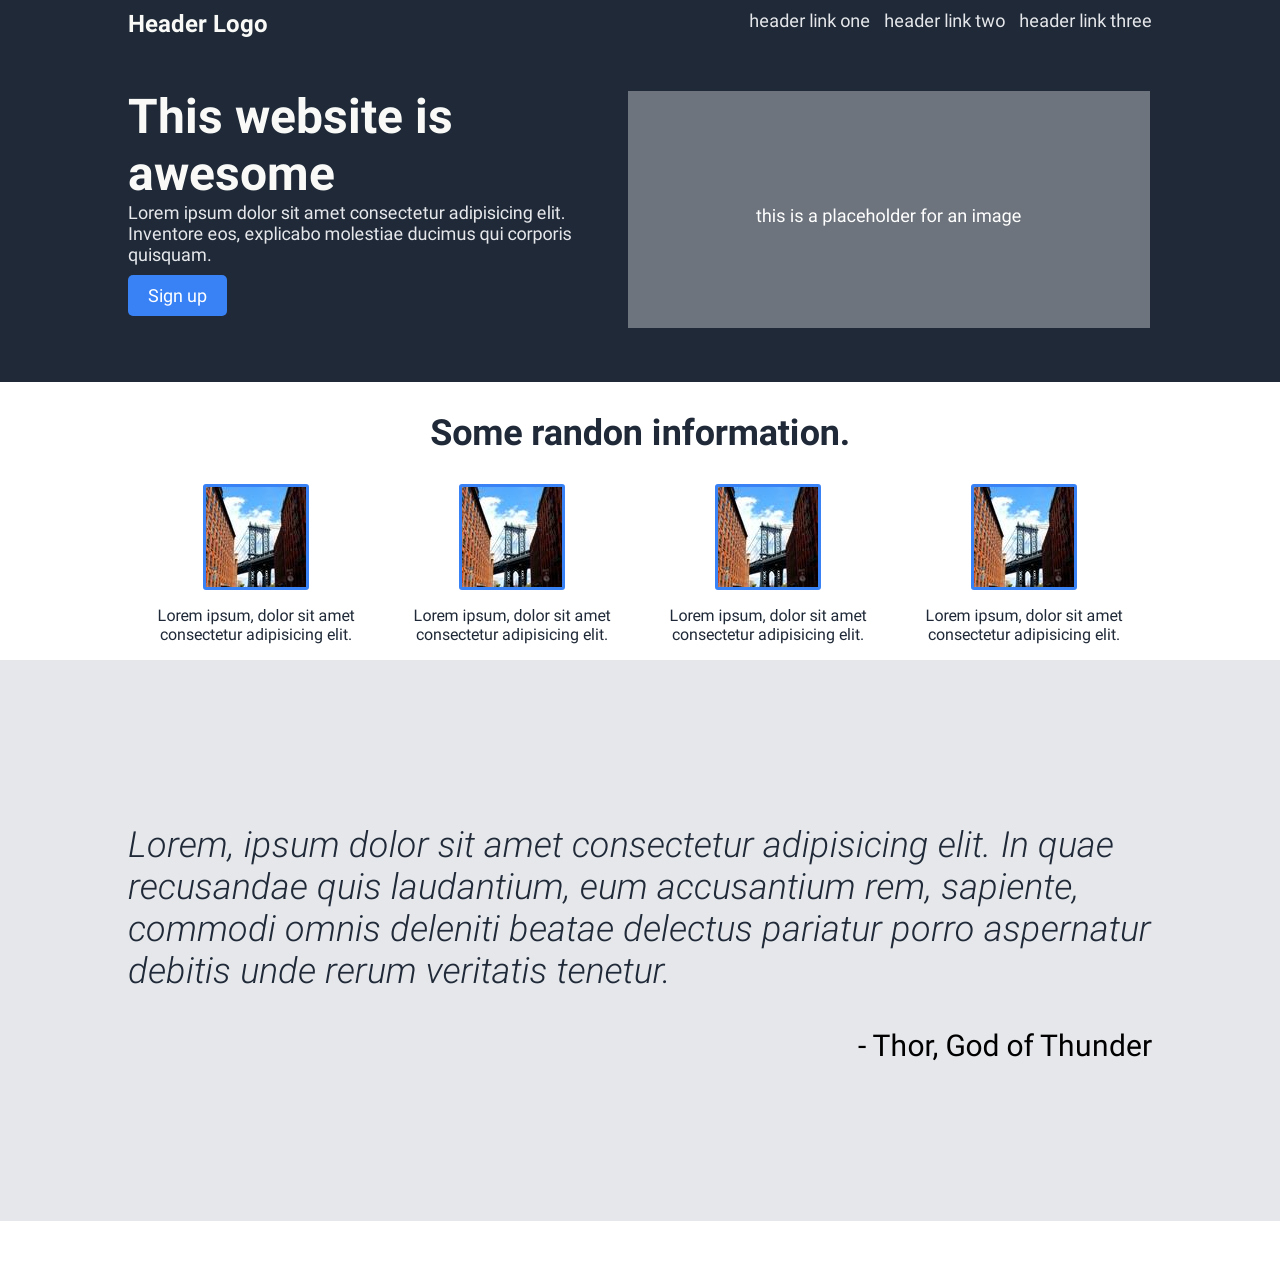 Header Logo
header link one header link two header link three
This website is
awesome
Lorem ipsum dolor sit amet consectetur adipisicing elit.
Inventore eos, explicabo molestiae ducimus qui corporis
quisquam.
Sign up
this is a placeholder for an image
Some randon information.
Lorem ipsum, dolor sit amet
consectetur adipisicing elit.
Lorem ipsum, dolor sit amet
consectetur adipisicing elit.
Lorem ipsum, dolor sit amet
consectetur adipisicing elit.
Lorem ipsum, dolor sit amet
consectetur adipisicing elit.
Lorem, ipsum dolor sit amet consectetur adipisicing elit. In quae
recusandae quis laudantium, eum accusantium rem, sapiente,
commodi omnis deleniti beatae delectus pariatur porro aspernatur
debitis unde rerum veritatis tenetur.
- Thor, God of Thunder